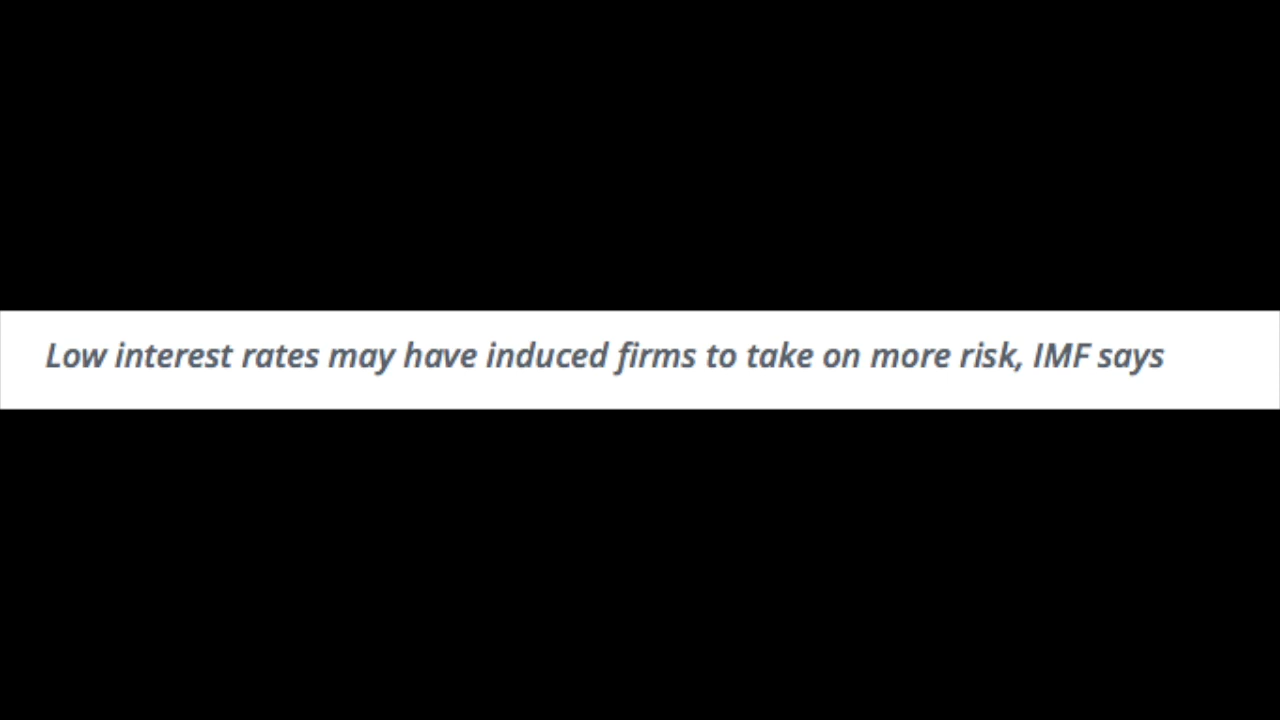 Low interest rates may have induced firms to take on more risk, IMF says